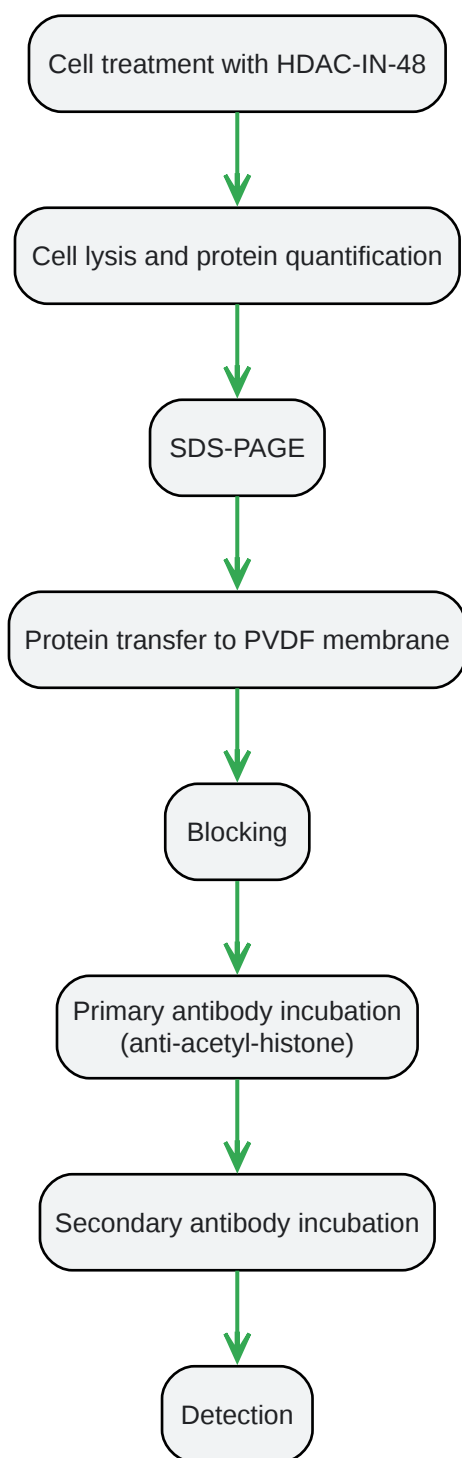 Cell treatment with HDAC-IN-48
Cell lysis and protein quantification
SDS-PAGE
Protein transfer to PVDF membrane
Blocking
Primary antibody incubation
(anti-acetyl-histone)
Secondary antibody incubation
Detection